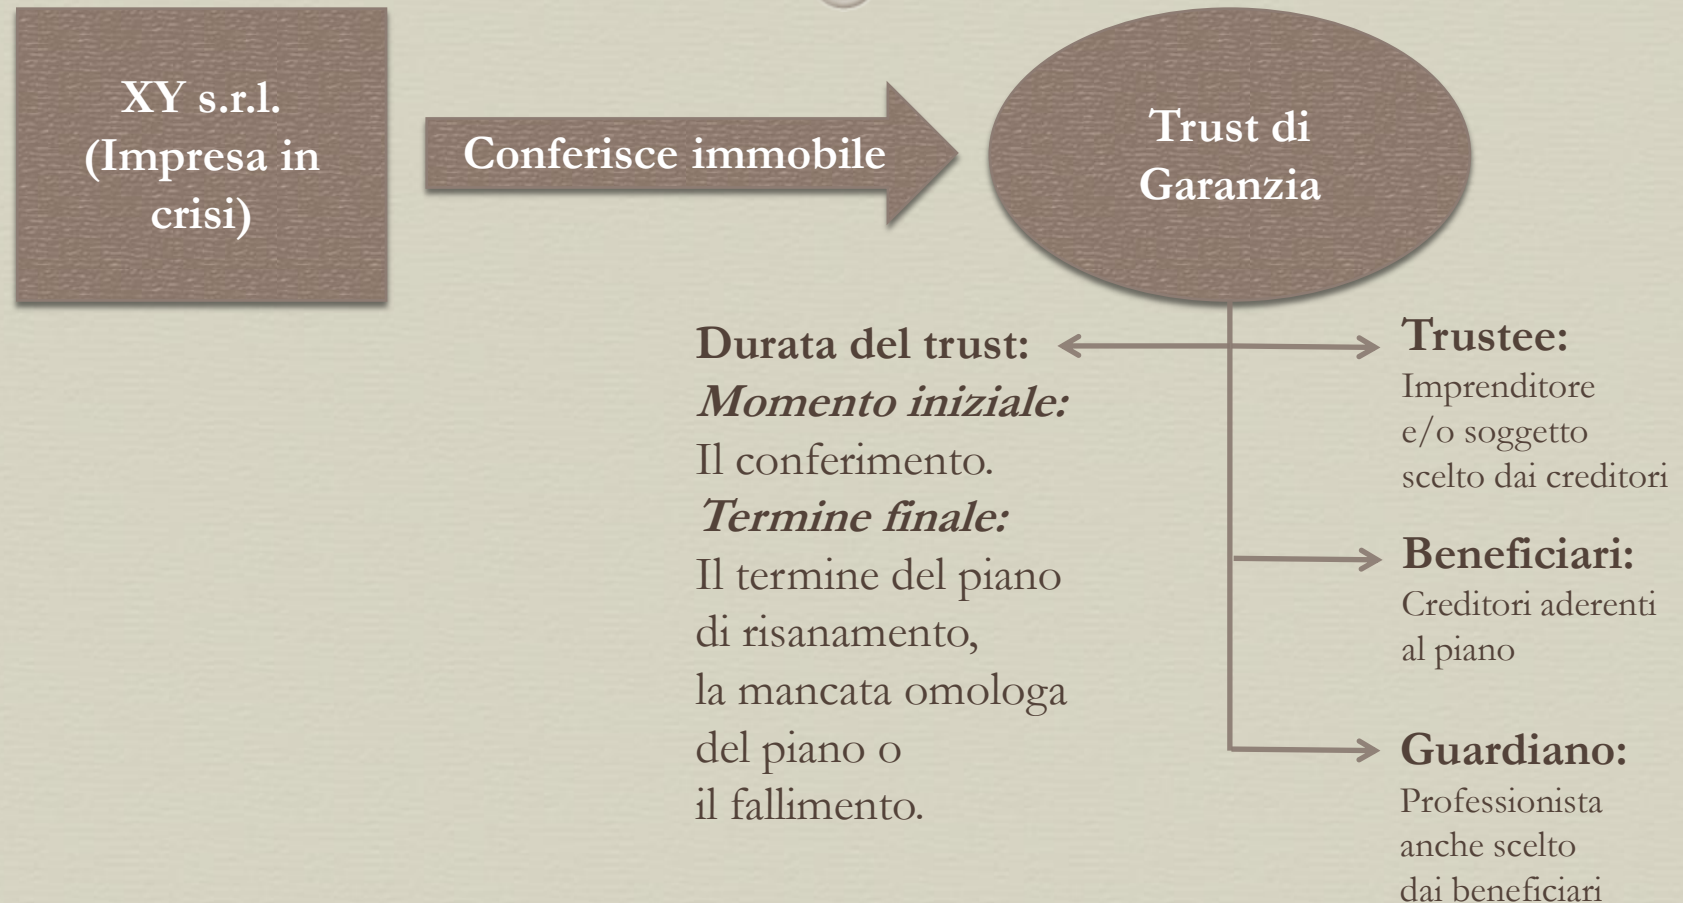 XY s.r.l.
(Impresa in
crisi)
Conferisce immobile
Trust di
Garanzia
Durata del trust:
Momento iniziale:
Il conferimento.
Termine finale:
Il termine del piano
di risanamento,
la mancata omologa
del piano o
il fallimento.
Trustee:
Imprenditore
e/o soggetto
scelto dai creditori
Beneficiari:
Creditori aderenti
al piano
Guardiano:
Professionista
anche scelto
dai beneficiari